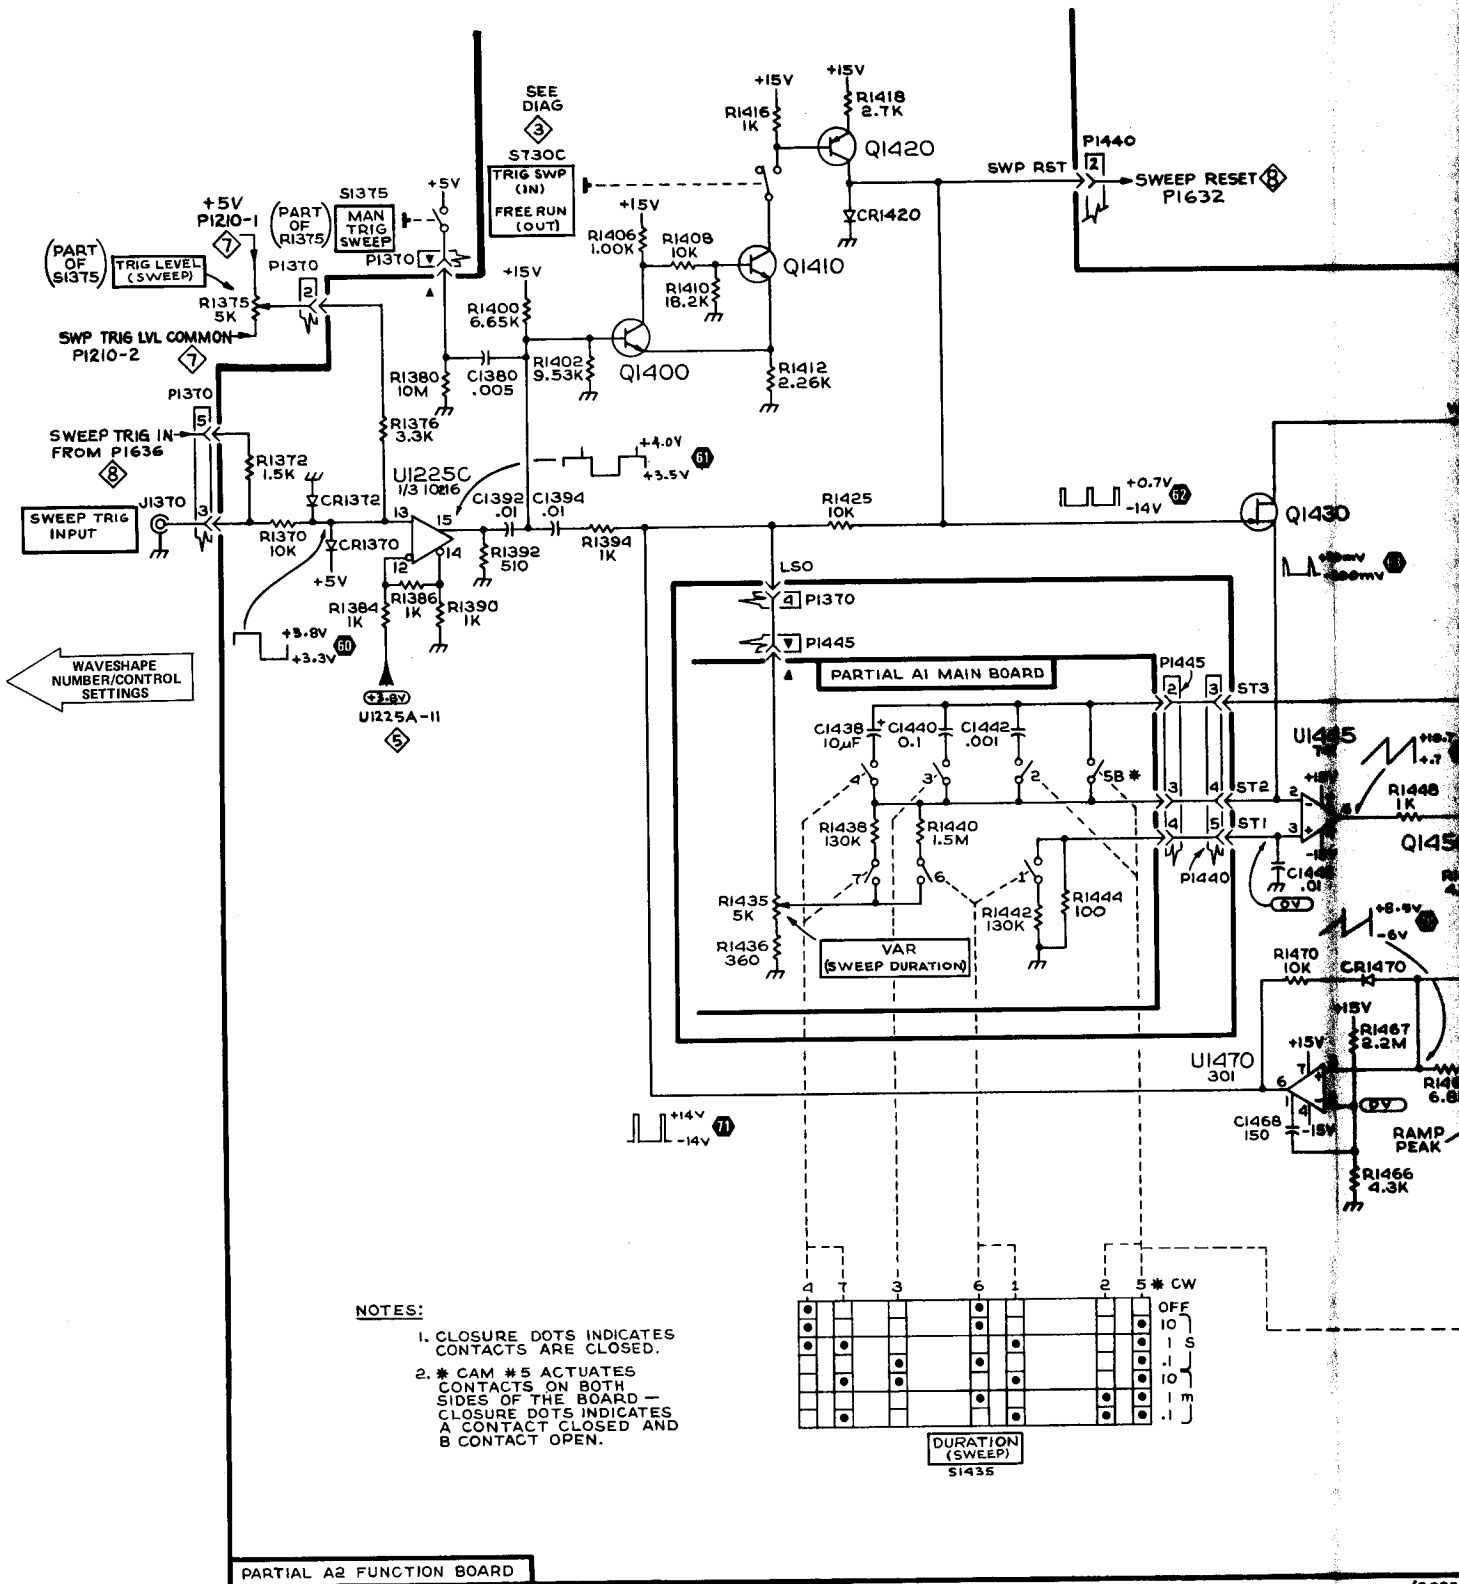 SEE
DIAG
3
S730C
TRIG SWP
(IN)
FREE RUN
(OUT)
+15V
R1416
1K
+15V
R1418
2.7K
Q1420
CR1420
SWP RST
P1440
2
SWEEP RESET 8
P1632
+5V
P1210-1
7
(PART
OF
R1375)
S1375
MAN
TRIG
SWEEP
+5V
P1370
(PART
OF
S1375)
TRIG LEVEL
(SWEEP)
P1370
2
R1375
5K
SWP TRIG LVL COMMON
P1210-2
7
+15V
R1406
1.00K
R1408
10K
R1410
18.2K
Q1410
+15V
R1400
6.65K
R1402
9.53K
Q1400
R1412
2.26K
R1380
10M
C1380
.005
R1376
3.3K
P1370
5
SWEEP TRIG IN
FROM P1636
8
R1372
1.5K
J1370
SWEEP TRIG
INPUT
3
R1370
10K
CR1372
CR1370
+5V
U1225C
1/3 10216
13
15
14
12
+4.0V
+3.5V
61
C1392
.01
C1394
.01
R1392
510
R1394
1K
R1384
1K
R1386
1K
R1390
1K
+3.8V
+3.3V
60
+3.8V
U1225A-11
5
WAVESHAPE
NUMBER/CONTROL
SETTINGS
R1425
10K
+0.7V
-14V
62
Q1430
LSO
4 P1370
P1445
PARTIAL A1 MAIN BOARD
P1445
2
3
ST3
C1438
10µF
+
C1440
0.1
C1442
.001
4
3
2
5B *
3
4
ST2
4
5
ST1
P1440
R1438
130K
R1440
1.5M
7
6
1
R1435
5K
R1436
360
R1442
130K
R1444
100
VAR
(SWEEP DURATION)
U1445
2
3
R1448
1K
.01
0V
+8.5V
-6V
R1470
10K
CR1470
+15V
R1467
2.2M
U1470
301
+15V
7
6
1
4
-15V
0V
C1468
150
RAMP
PEAK
R1466
4.3K
+14V
-14V
71
NOTES:
1. CLOSURE DOTS INDICATES
CONTACTS ARE CLOSED.
2. * CAM #5 ACTUATES
CONTACTS ON BOTH
SIDES OF THE BOARD —
CLOSURE DOTS INDICATES
A CONTACT CLOSED AND
B CONTACT OPEN.
4 7 3 6 1 2 5 * CW
OFF
10
1 S
.1
10
1 m
.1
DURATION
(SWEEP)
S1435
PARTIAL A2 FUNCTION BOARD